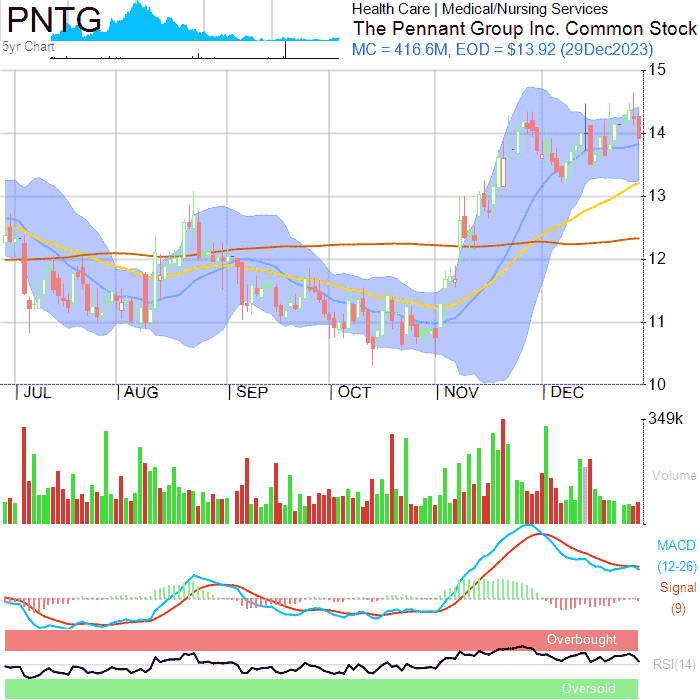 PNTG
5yr Chart
Health Care | Medical/Nursing Services
The Pennant Group Inc. Common Stock
MC = 416.6M, EOD = $13.92 (29Dec2023)
15
14
13
12
11
10
JUL AUG SEP OCT NOV DEC
349k
Volume
MACD
(12-26)
Signal
(9)
Overbought
RSI(14)
Oversold